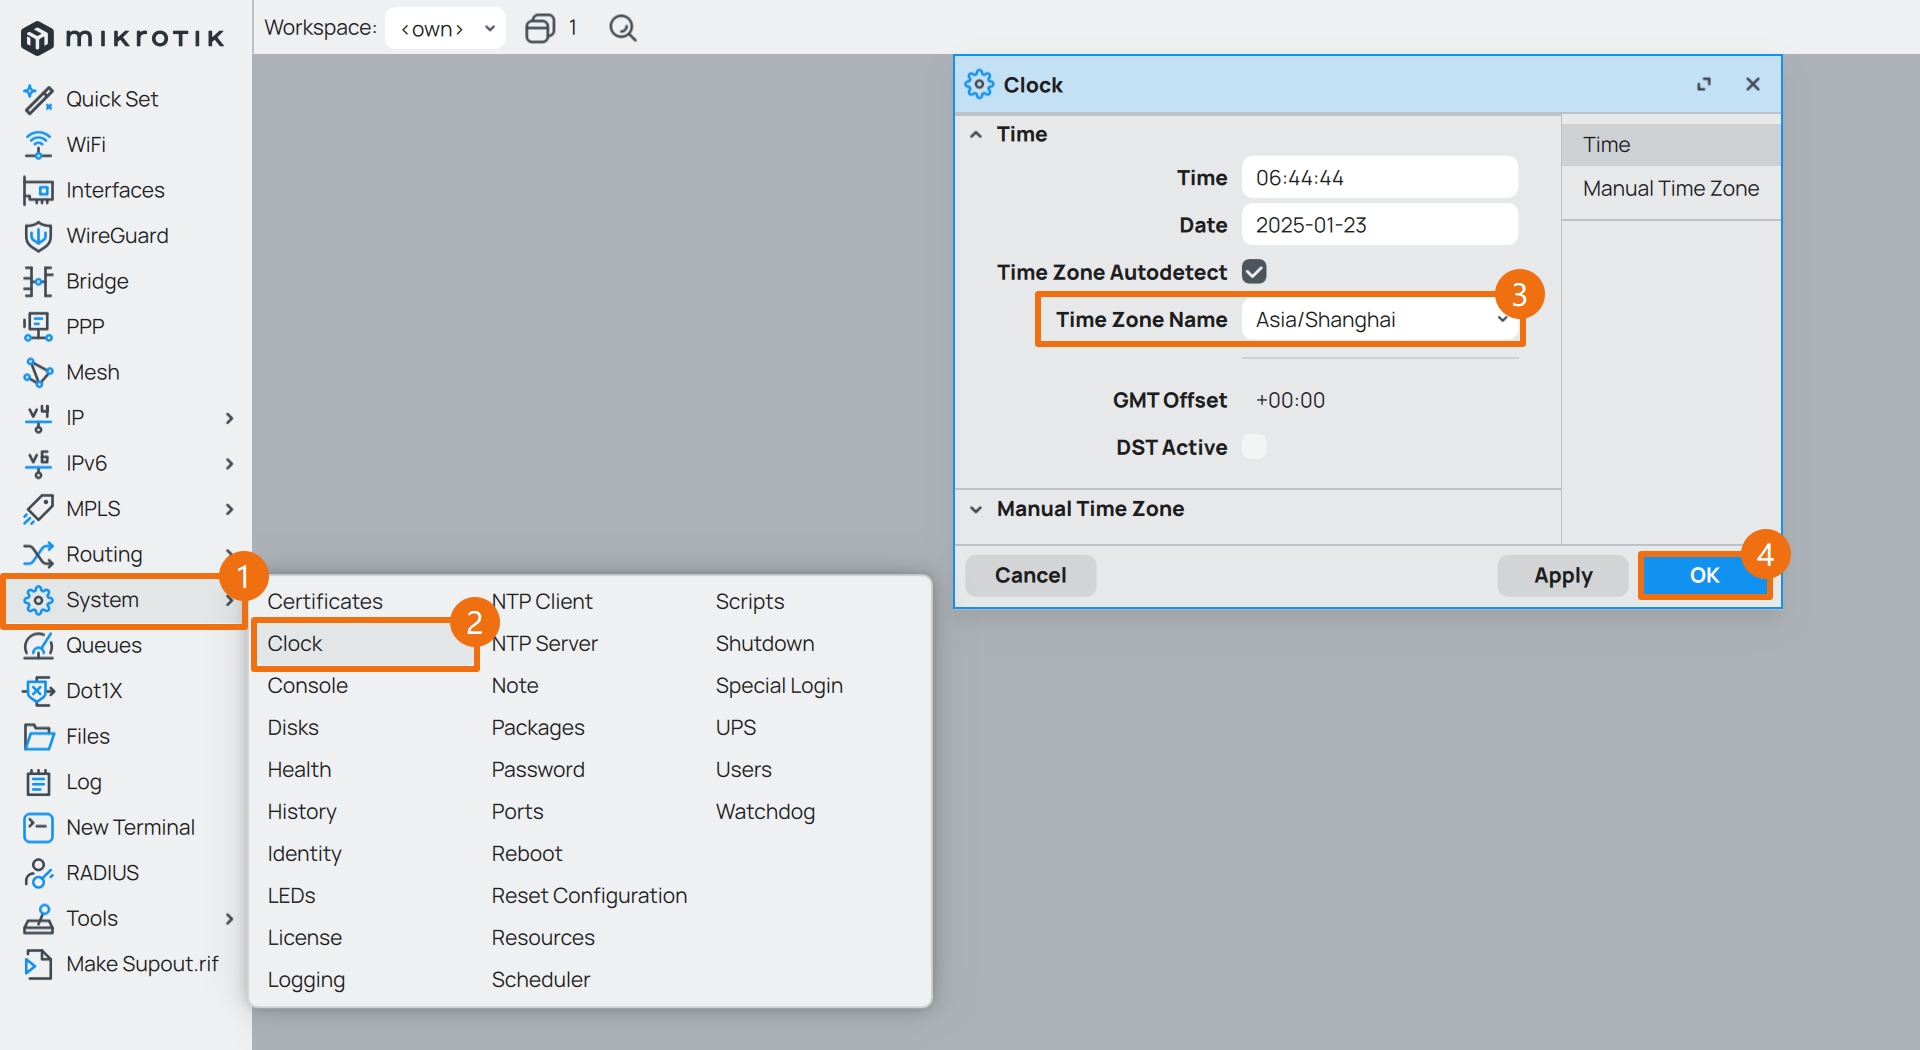 mikrotik
Workspace: <own> 1
Quick Set
WiFi
Interfaces
WireGuard
Bridge
PPP
Mesh
v4 IP
v6 IPv6
MPLS
Routing
1
System
Queues
Dot1X
Files
Log
New Terminal
RADIUS
Tools
Make Supout.rif
Certificates
2
Clock
Console
Disks
Health
History
Identity
LEDs
License
Logging
NTP Client
NTP Server
Note
Packages
Password
Ports
Reboot
Reset Configuration
Resources
Scheduler
Scripts
Shutdown
Special Login
UPS
Users
Watchdog
Clock
Time
Time 06:44:44
Date 2025-01-23
Time Zone Autodetect
3
Time Zone Name Asia/Shanghai
GMT Offset +00:00
DST Active
Manual Time Zone
Time
Manual Time Zone
Cancel
Apply
OK
4